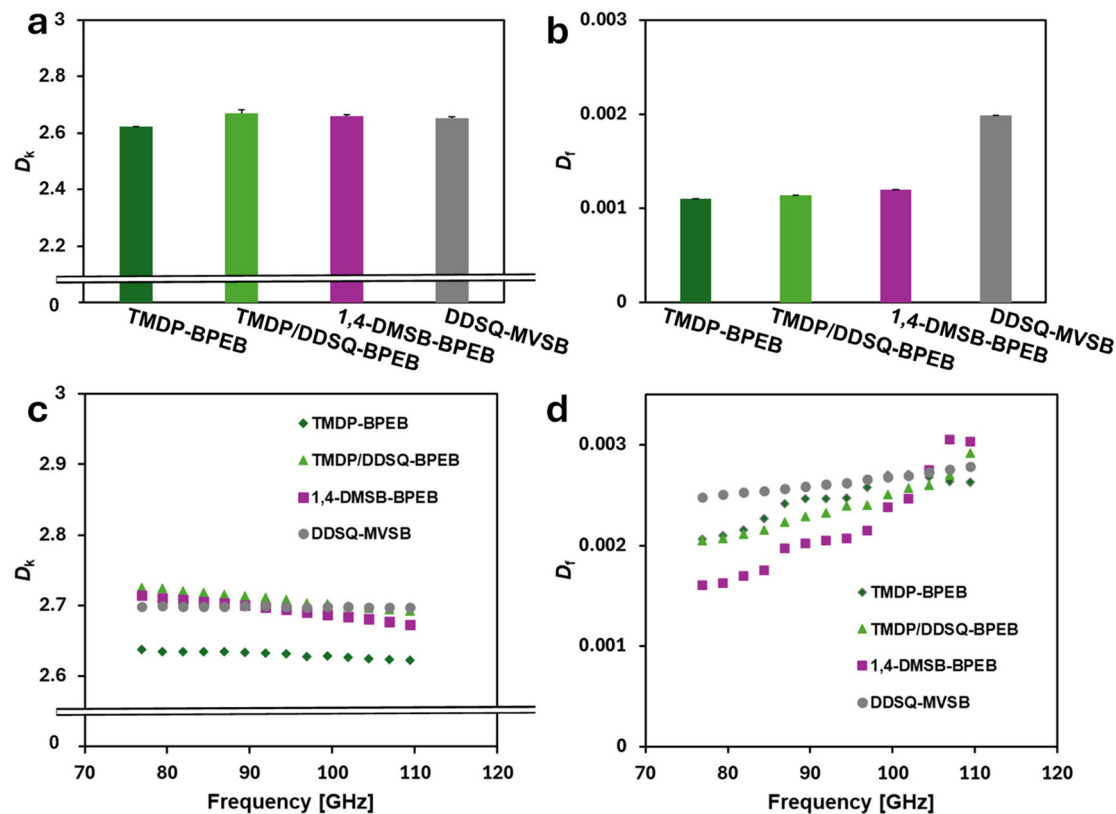 a
3
2.8
2.6
2.4
2.2
0
Dk
TMDP-BPEB
TMDP/DDSQ-BPEB
1,4-DMSB-BPEB
DDSQ-MVSB
b
0.003
0.002
0.001
0
Df
TMDP-BPEB
TMDP/DDSQ-BPEB
1,4-DMSB-BPEB
DDSQ-MVSB
c
3
2.9
2.8
2.7
2.6
0
Dk
TMDP-BPEB
TMDP/DDSQ-BPEB
1,4-DMSB-BPEB
DDSQ-MVSB
70 80 90 100 110 120
Frequency [GHz]
d
0.003
0.002
0.001
0
Df
TMDP-BPEB
TMDP/DDSQ-BPEB
1,4-DMSB-BPEB
DDSQ-MVSB
70 80 90 100 110 120
Frequency [GHz]